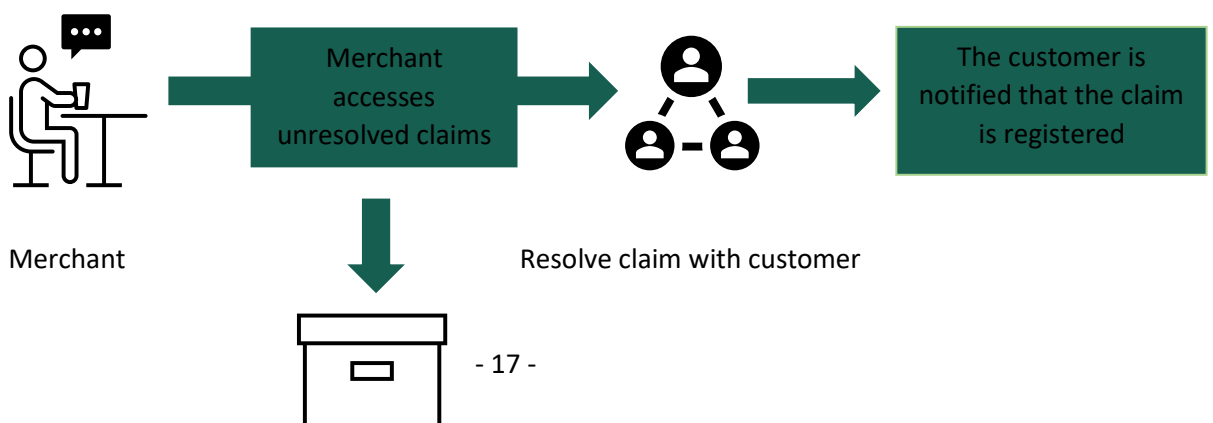 Merchant
accesses
unresolved claims
The customer is
notified that the claim
is registered
Merchant
Resolve claim with customer
- 17 -